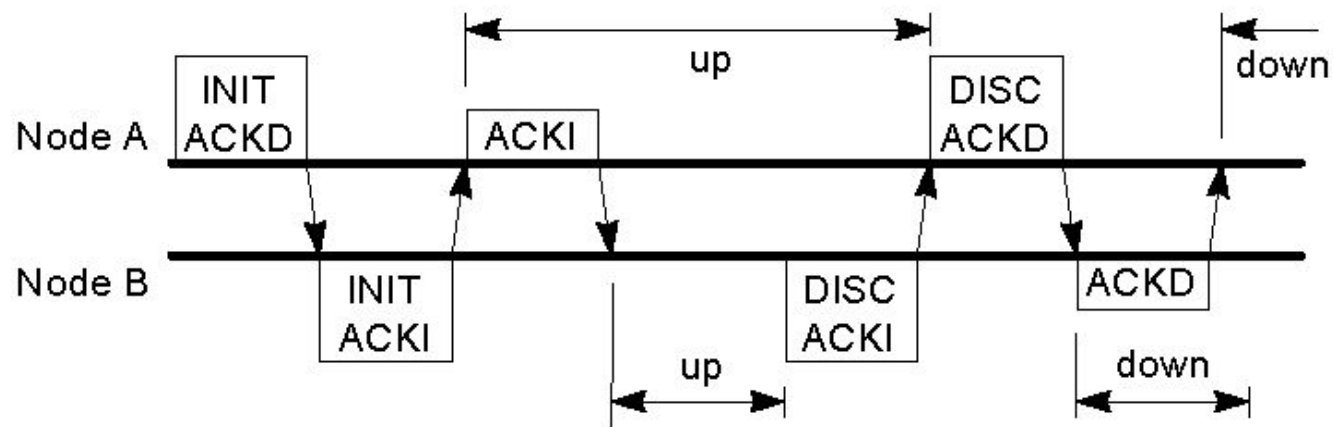 up
down
INIT
ACKD
ACKI
DISC
ACKD
Node A
Node B
INIT
ACKI
DISC
ACKI
ACKD
up
down